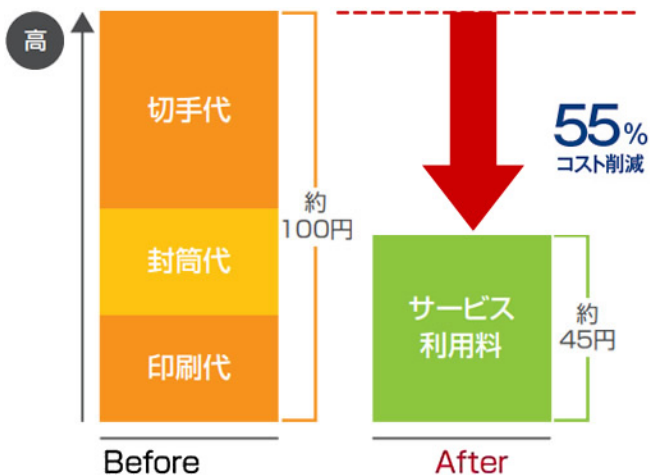 高
切手代
封筒代
印刷代
約
100円
55%
コスト削減
サービス
利用料
約
45円
Before
After